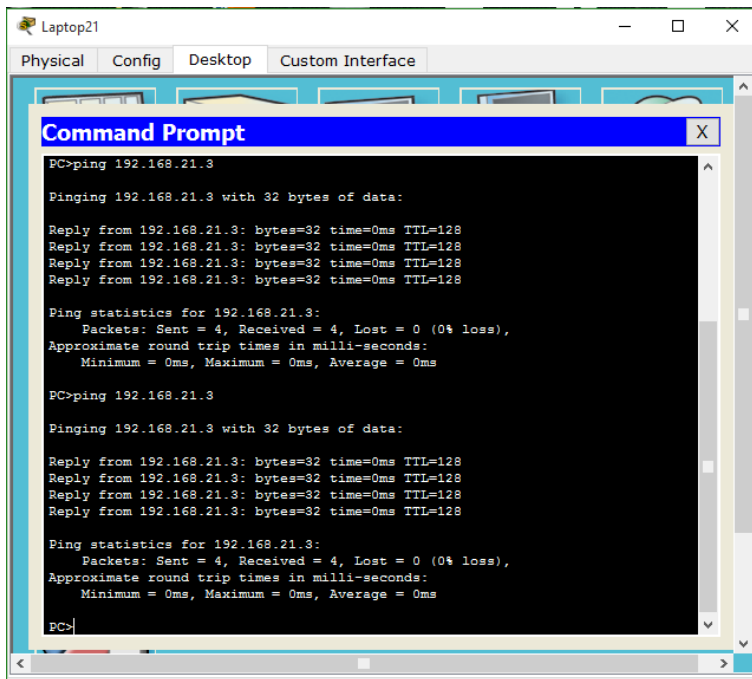 Laptop21
Physical Config Desktop Custom Interface
Command Prompt X
PC>ping 192.168.21.3
Pinging 192.168.21.3 with 32 bytes of data:
Reply from 192.168.21.3: bytes=32 time=0ms TTL=128
Reply from 192.168.21.3: bytes=32 time=0ms TTL=128
Reply from 192.168.21.3: bytes=32 time=0ms TTL=128
Reply from 192.168.21.3: bytes=32 time=0ms TTL=128
Ping statistics for 192.168.21.3:
Packets: Sent = 4, Received = 4, Lost = 0 (0% loss),
Approximate round trip times in milli-seconds:
Minimum = 0ms, Maximum = 0ms, Average = 0ms
PC>ping 192.168.21.3
Pinging 192.168.21.3 with 32 bytes of data:
Reply from 192.168.21.3: bytes=32 time=0ms TTL=128
Reply from 192.168.21.3: bytes=32 time=0ms TTL=128
Reply from 192.168.21.3: bytes=32 time=0ms TTL=128
Reply from 192.168.21.3: bytes=32 time=0ms TTL=128
Ping statistics for 192.168.21.3:
Packets: Sent = 4, Received = 4, Lost = 0 (0% loss),
Approximate round trip times in milli-seconds:
Minimum = 0ms, Maximum = 0ms, Average = 0ms
PC>